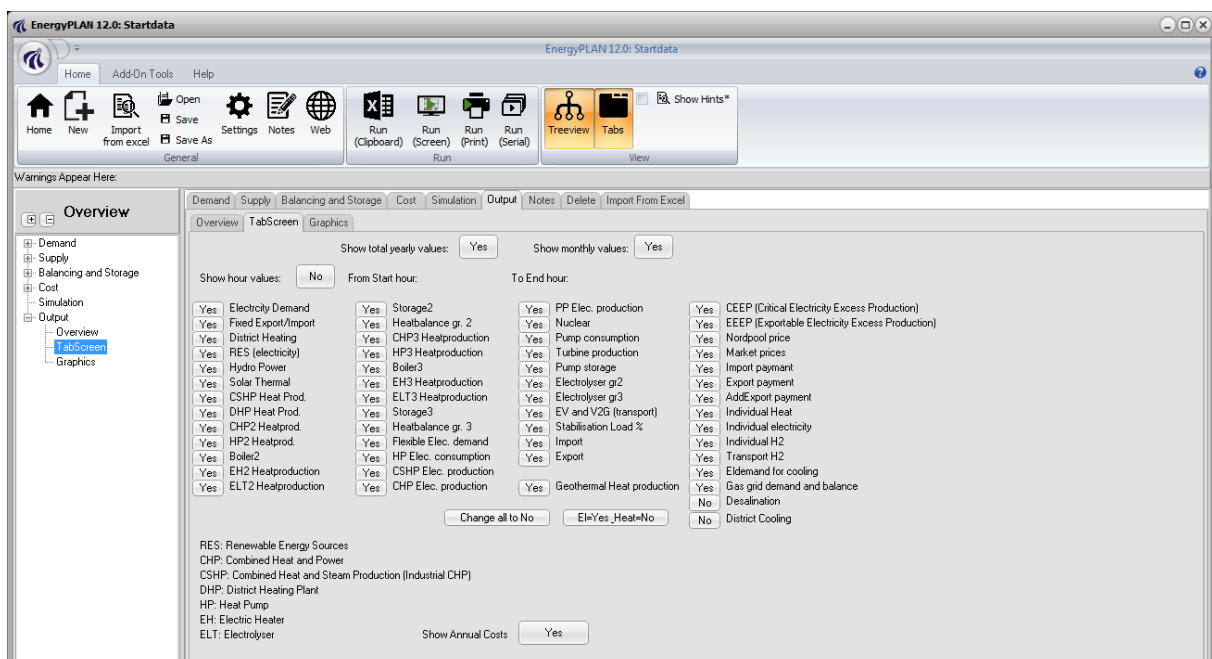 EnergyPLAN 12.0: Startdata
EnergyPLAN 12.0: Startdata
Home Add-On Tools Help
Home New Import from excel Open Save Save As Settings Notes Web
General
Run (Clipboard) Run (Screen) Run (Print) Run (Serial)
Run
Treeview Tabs Show Hints*
View
Warnings Appear Here:
Overview
Demand
Supply
Balancing and Storage
Cost
Simulation
Output
Overview
TabScreen
Graphics
Demand Supply Balancing and Storage Cost Simulation Output Notes Delete Import From Excel
Overview TabScreen Graphics
Show total yearly values: Yes Show monthly values: Yes
Show hour values: No From Start hour: To End hour:
Yes Electrcity Demand
Yes Fixed Export/Import
Yes District Heating
Yes RES (electricity)
Yes Hydro Power
Yes Solar Thermal
Yes CSHP Heat Prod.
Yes DHP Heat Prod.
Yes CHP2 Heatprod.
Yes HP2 Heatprod.
Yes Boiler2
Yes EH2 Heatproduction
Yes ELT2 Heatproduction
Yes Storage2
Yes Heatbalance gr. 2
Yes CHP3 Heatproduction
Yes HP3 Heatproduction
Yes Boiler3
Yes EH3 Heatproduction
Yes ELT3 Heatproduction
Yes Storage3
Yes Heatbalance gr. 3
Yes Flexible Elec. demand
Yes HP Elec. consumption
Yes CSHP Elec. production
Yes CHP Elec. production
Yes PP Elec. production
Yes Nuclear
Yes Pump consumption
Yes Turbine production
Yes Pump storage
Yes Electrolyser gr2
Yes Electrolyser gr3
Yes EV and V2G (transport)
Yes Stabilisation Load %
Yes Import
Yes Export
Yes Geothermal Heat production
Yes CEEP (Critical Electricity Excess Production)
Yes EEEP (Exportable Electricity Excess Production)
Yes Nordpool price
Yes Market prices
Yes Import paymant
Yes Export payment
Yes AddExport payment
Yes Individual Heat
Yes Individual electricity
Yes Individual H2
Yes Transport H2
Yes Eldemand for cooling
Yes Gas grid demand and balance
No Desalination
No District Cooling
Change all to No El=Yes_Heat=No
RES: Renewable Energy Sources
CHP: Combined Heat and Power
CSHP: Combined Heat and Steam Production (Industrial CHP)
DHP: District Heating Plant
HP: Heat Pump
EH: Electric Heater
ELT: Electrolyser
Show Annual Costs Yes